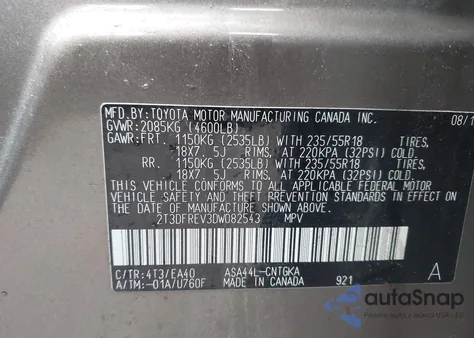 MFD.BY:TOYOTA MOTOR MANUFACTURING CANADA INC. 08/1
GVWR: 2085KG (4600LB)
GAWR: FRT. 1150KG (2535LB) WITH 235/55R18 TIRES,
18X7. 5J RIMS, AT 220KPA (32PSI) COLD.
RR. 1150KG (2535LB) WITH 235/55R18 TIRES,
18X7. 5J RIMS, AT 220KPA (32PSI) COLD.
THIS VEHICLE CONFORMS TO ALL APPLICABLE FEDERAL MOTOR
VEHICLE SAFETY AND THEFT PREVENTION STANDARDS IN EFFECT
ON THE DATE OF MANUFACTURE SHOWN ABOVE.
2T3DFREV3DW082543 MPV
C/TR: 4T3/EA40 ASA44L-CNTGKA A
A/TM: -01A/U760F MADE IN CANADA 921
autoSnap